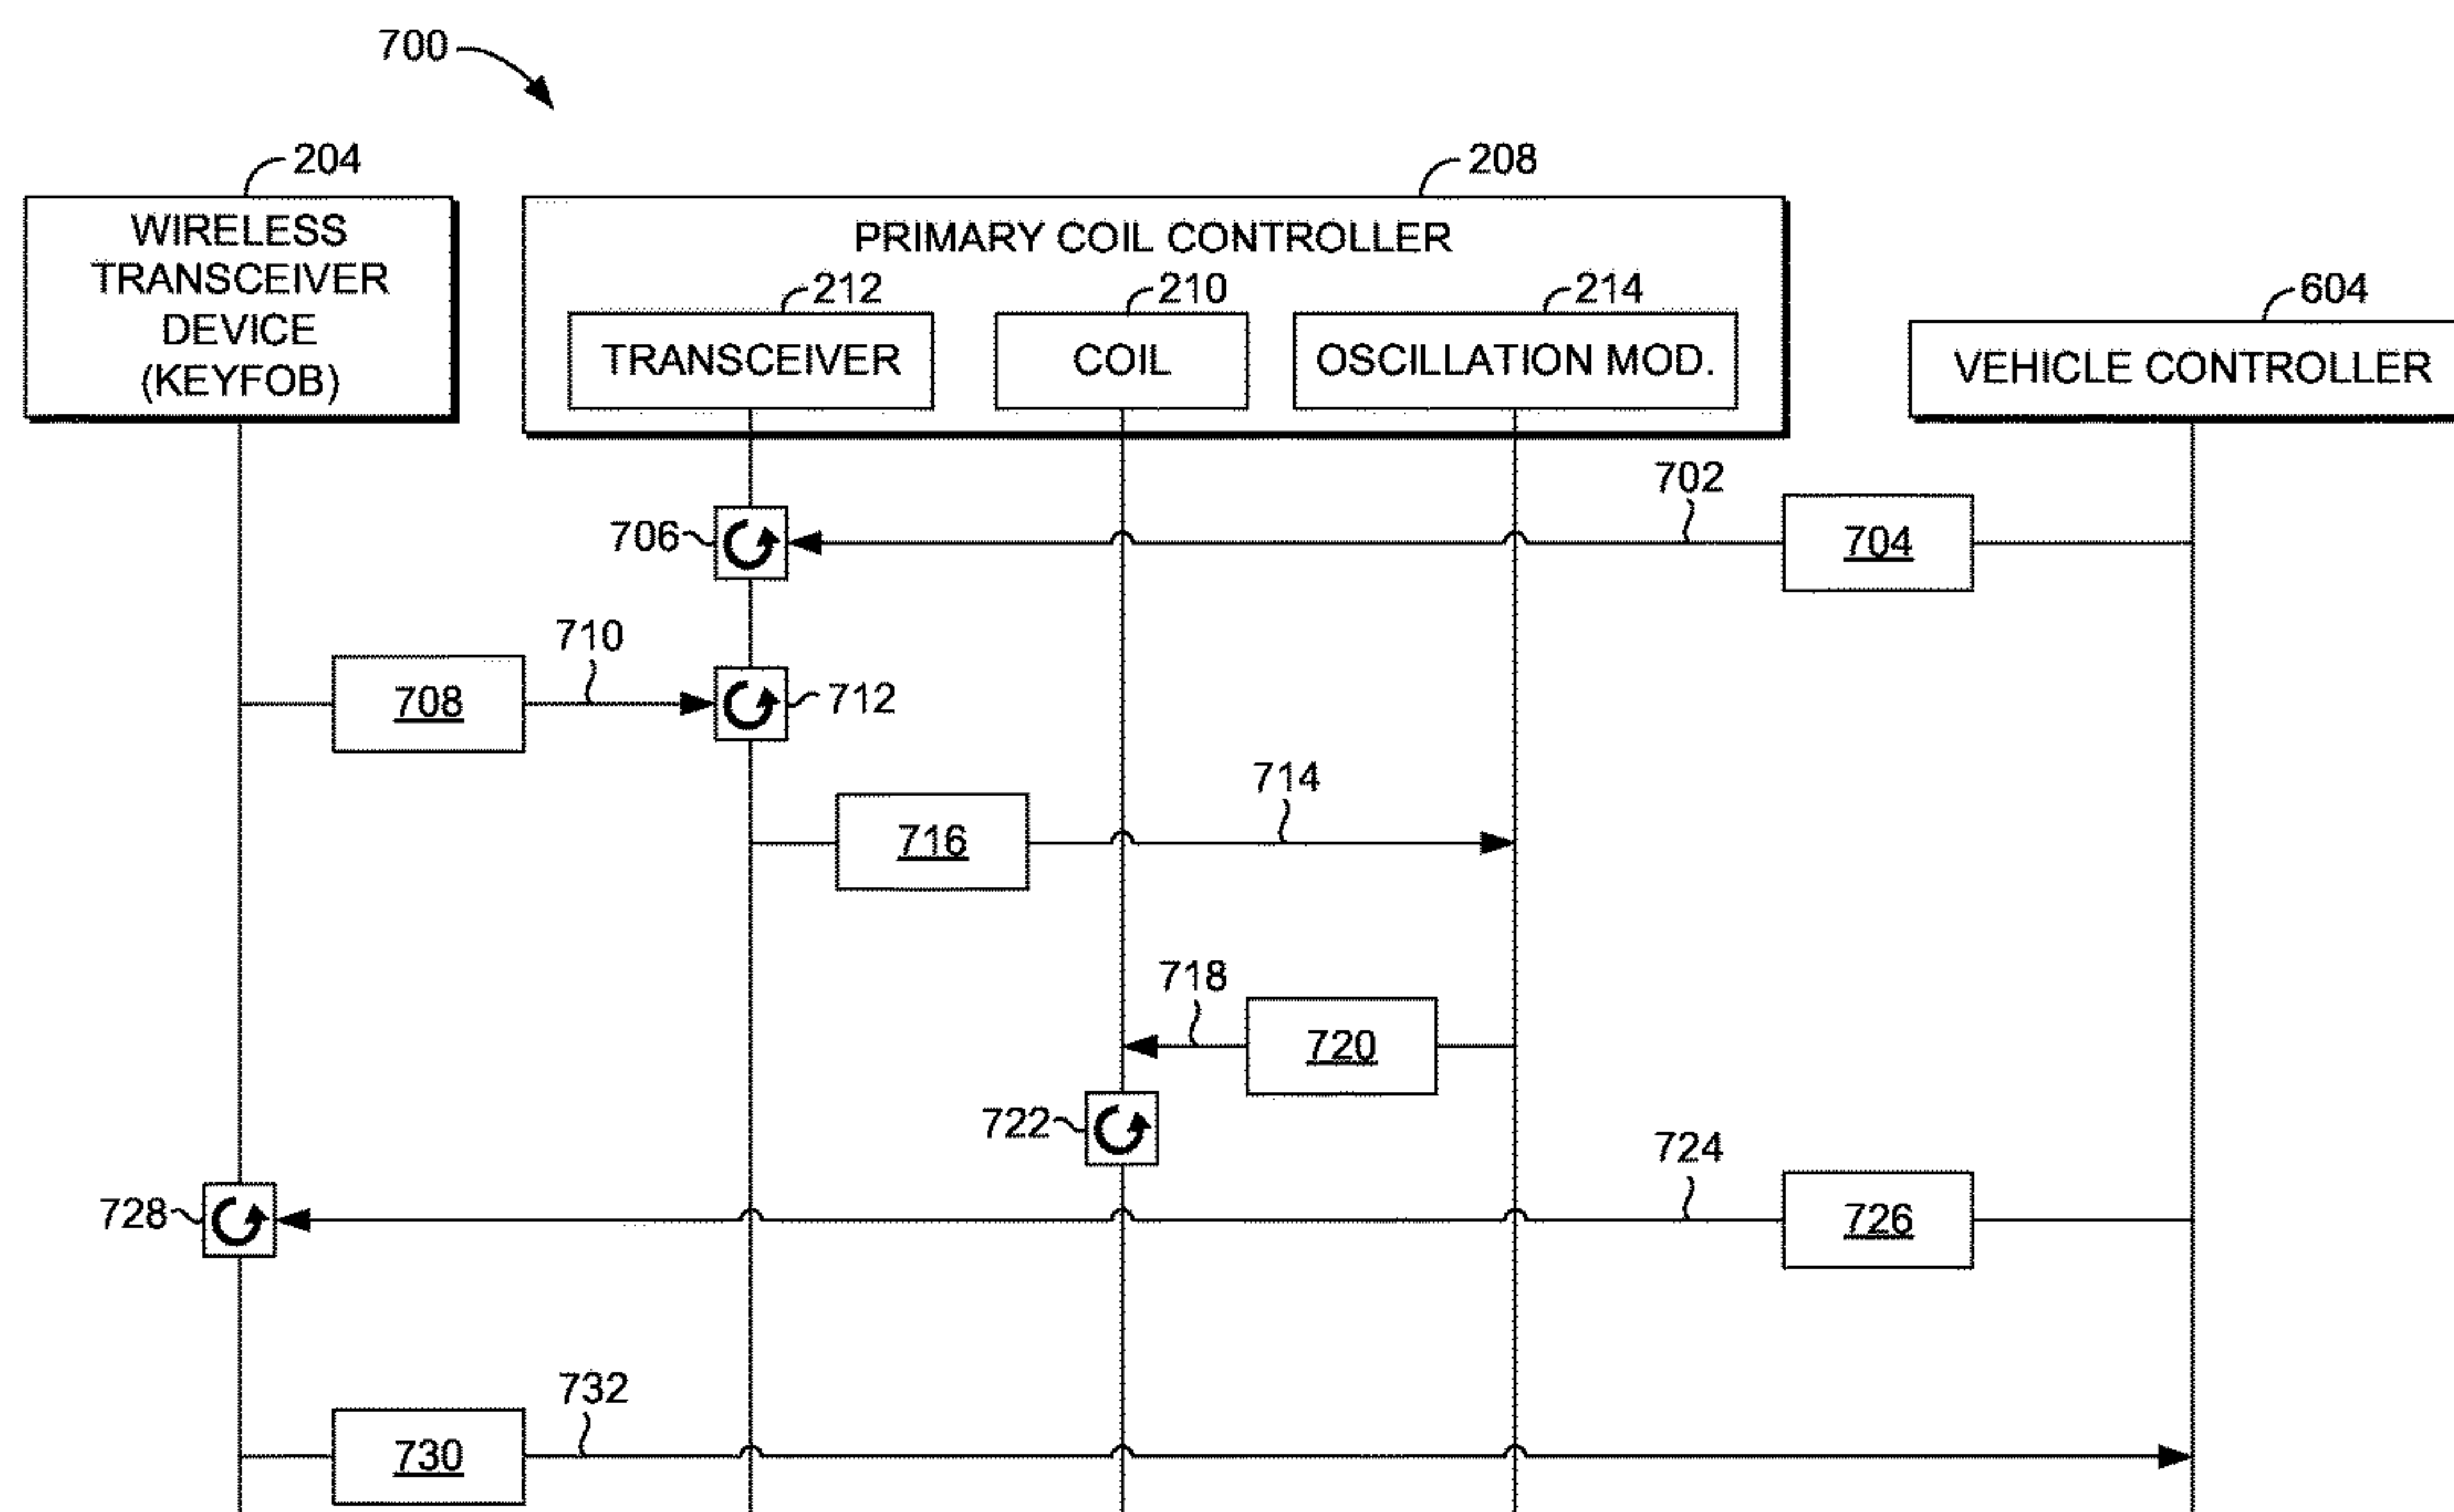 700
204
208
WIRELESS
TRANSCEIVER
DEVICE
(KEYFOB)
PRIMARY COIL CONTROLLER
212
210
214
604
TRANSCEIVER
COIL
OSCILLATION MOD.
VEHICLE CONTROLLER
702
706
704
710
708
712
714
716
718
720
722
724
728
726
732
730